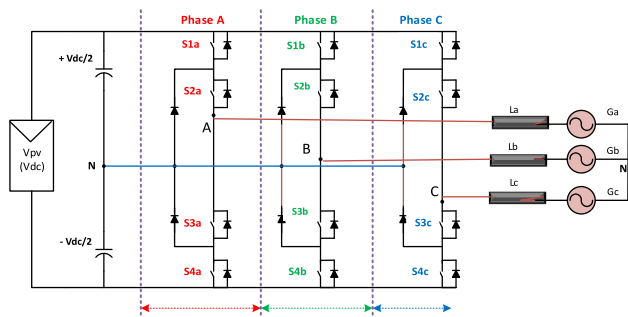 Phase A
Phase B
Phase C
S1a
S1b
S1c
+ Vdc/2
S2a
S2b
S2c
A
La
Ga
Vpv
(Vdc)
B
Lb
Gb
N
N
C
Lc
Gc
S3a
S3b
S3c
- Vdc/2
S4a
S4b
S4c